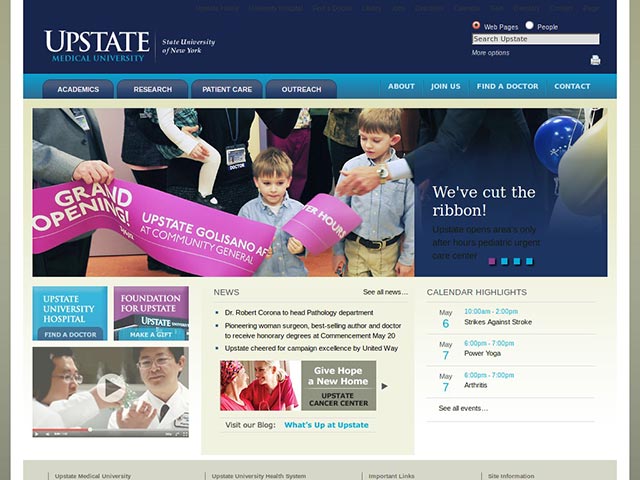 Upstate Home University Hospital Find a Doctor Library Jobs Directions Calendar Staff Directory Contact iPage
UPSTATE
MEDICAL UNIVERSITY
State University
of New York
Web Pages People
Search Upstate
More options
ACADEMICS RESEARCH PATIENT CARE OUTREACH
ABOUT JOIN US FIND A DOCTOR CONTACT
DOCTOR
GRAND
OPENING!
UPSTATE GOLISANO AF
AT COMMUNITY GENERAL
ER HOURS
We've cut the
ribbon!
Upstate opens area's only
after hours pediatric urgent
care center
UPSTATE
UNIVERSITY
HOSPITAL
FIND A DOCTOR
FOUNDATION
FOR UPSTATE
MAKE A GIFT
NEWS
See all news…
Dr. Robert Corona to head Pathology department
Pioneering woman surgeon, best-selling author and doctor
to receive honorary degrees at Commencement May 20
Upstate cheered for campaign excellence by United Way
Give Hope
a New Home
UPSTATE
CANCER CENTER
Visit our Blog: What's Up at Upstate
CALENDAR HIGHLIGHTS
May
6
10:00am - 2:00pm
Strikes Against Stroke
May
7
6:00pm - 7:00pm
Power Yoga
May
7
6:00pm - 7:00pm
Arthritis
See all events…
Upstate Medical University
Upstate University Health System
Important Links
Site Information